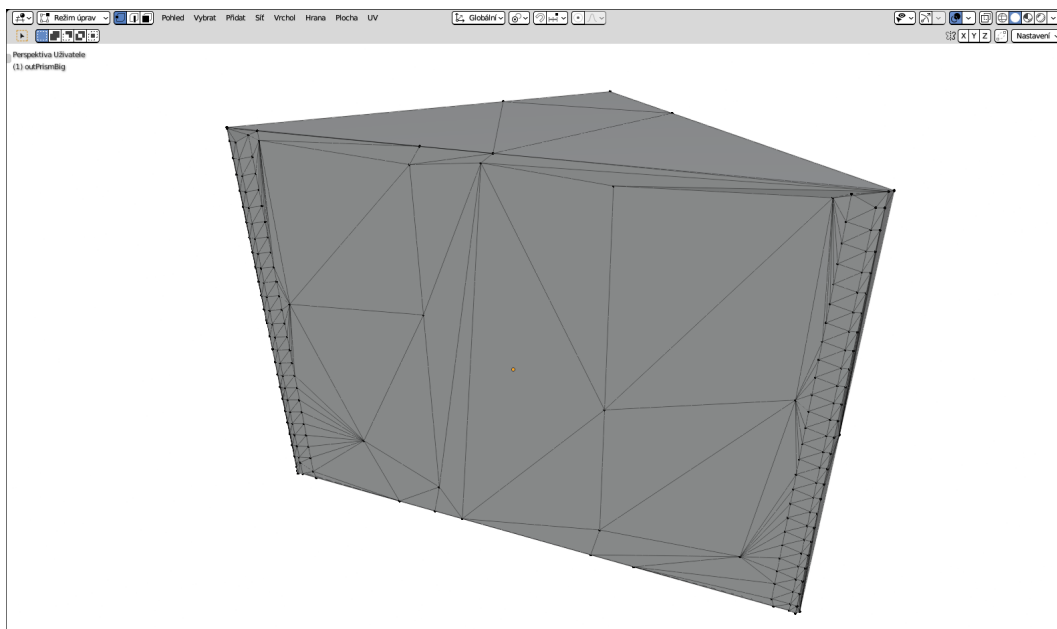 Režim úprav Pohled Vybrat Přidat Síť Vrchol Hrana Plocha UV Globální
X Y Z Nastavení
Perspektiva Uživatele
(1) outPrismBig